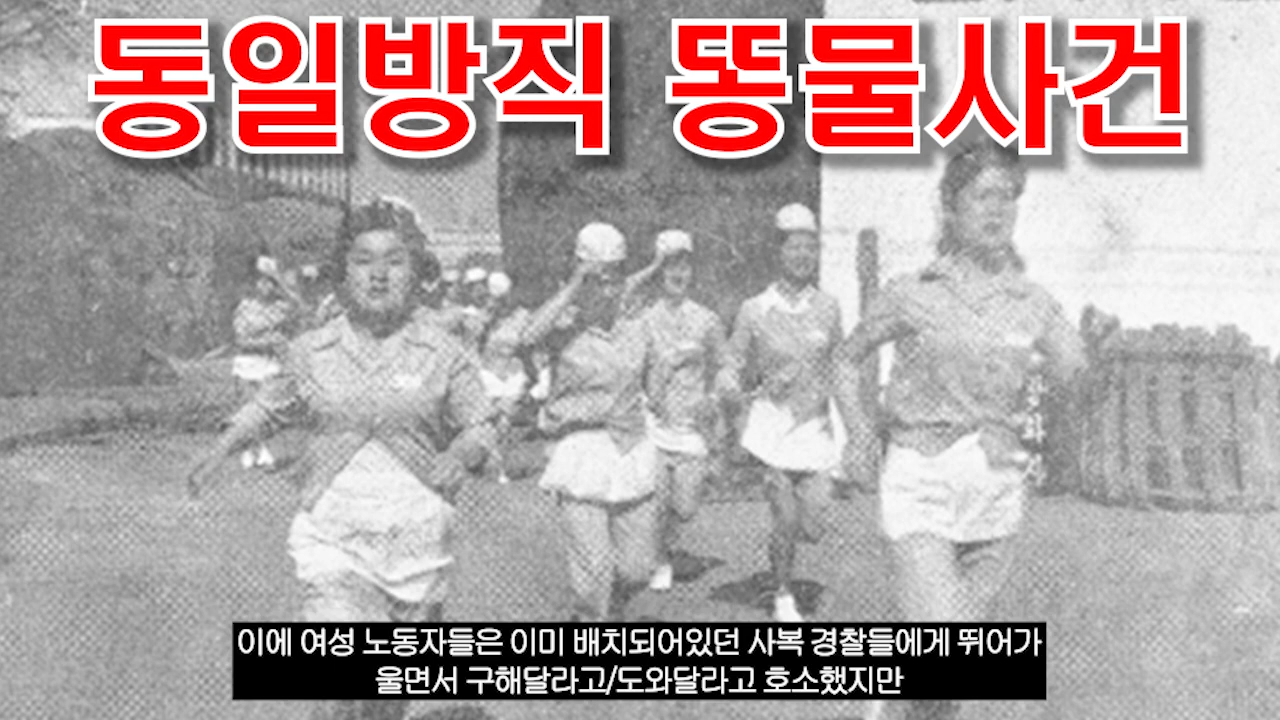 동일방직 똥물사건
이에 여성 노동자들은 이미 배치되어있던 사복 경찰들에게 뛰어가
울면서 구해달라고/도와달라고 호소했지만